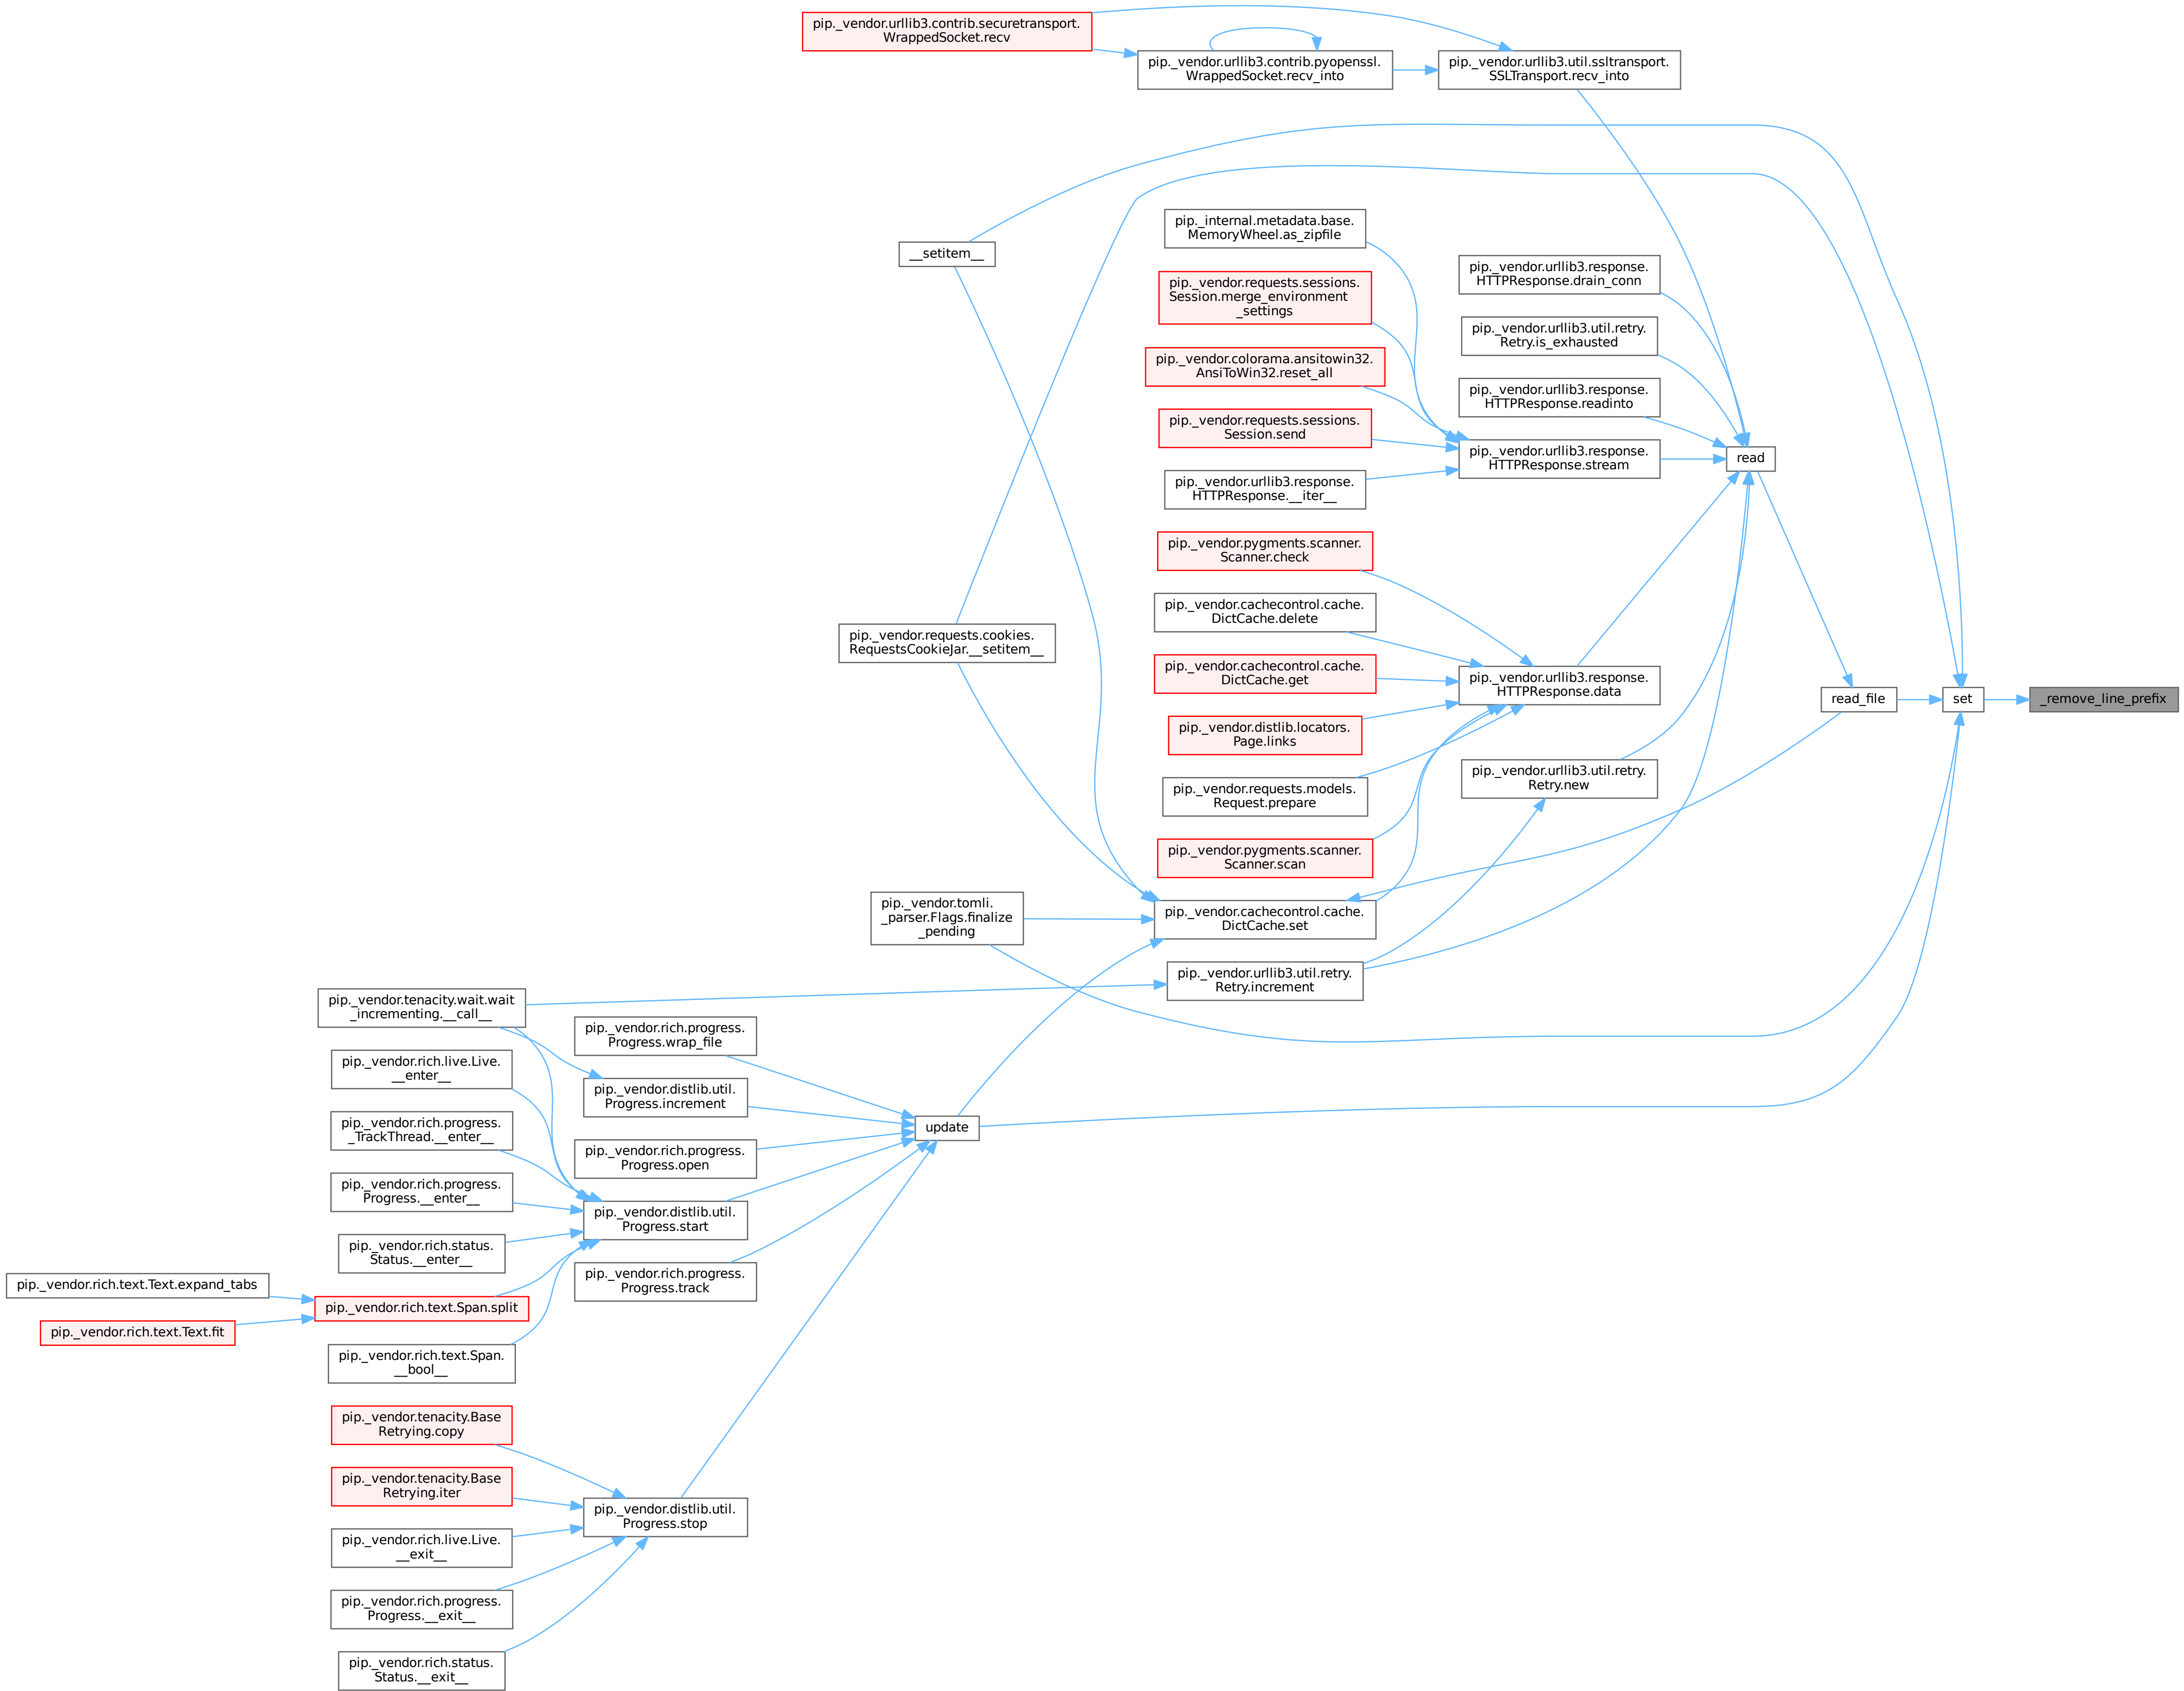 pip._vendor.urllib3.contrib.securetransport.
WrappedSocket.recv
pip._vendor.urllib3.contrib.pyopenssl.
WrappedSocket.recv_into
pip._vendor.urllib3.util.ssltransport.
SSLTransport.recv_into
__setitem__
pip._internal.metadata.base.
MemoryWheel.as_zipfile
pip._vendor.requests.sessions.
Session.merge_environment
_settings
pip._vendor.colorama.ansitowin32.
AnsiToWin32.reset_all
pip._vendor.requests.sessions.
Session.send
pip._vendor.urllib3.response.
HTTPResponse.__iter__
pip._vendor.urllib3.response.
HTTPResponse.drain_conn
pip._vendor.urllib3.util.retry.
Retry.is_exhausted
pip._vendor.urllib3.response.
HTTPResponse.readinto
pip._vendor.urllib3.response.
HTTPResponse.stream
read
pip._vendor.pygments.scanner.
Scanner.check
pip._vendor.cachecontrol.cache.
DictCache.delete
pip._vendor.requests.cookies.
RequestsCookieJar.__setitem__
pip._vendor.cachecontrol.cache.
DictCache.get
pip._vendor.urllib3.response.
HTTPResponse.data
read_file
set
_remove_line_prefix
pip._vendor.distlib.locators.
Page.links
pip._vendor.requests.models.
Request.prepare
pip._vendor.urllib3.util.retry.
Retry.new
pip._vendor.pygments.scanner.
Scanner.scan
pip._vendor.tomli.
_parser.Flags.finalize
_pending
pip._vendor.cachecontrol.cache.
DictCache.set
pip._vendor.urllib3.util.retry.
Retry.increment
pip._vendor.tenacity.wait.wait
_incrementing.__call__
pip._vendor.rich.progress.
Progress.wrap_file
pip._vendor.rich.live.Live.
__enter__
pip._vendor.distlib.util.
Progress.increment
update
pip._vendor.rich.progress.
_TrackThread.__enter__
pip._vendor.rich.progress.
Progress.open
pip._vendor.rich.progress.
Progress.__enter__
pip._vendor.distlib.util.
Progress.start
pip._vendor.rich.status.
Status.__enter__
pip._vendor.rich.progress.
Progress.track
pip._vendor.rich.text.Text.expand_tabs
pip._vendor.rich.text.Span.split
pip._vendor.rich.text.Text.fit
pip._vendor.rich.text.Span.
__bool__
pip._vendor.tenacity.Base
Retrying.copy
pip._vendor.tenacity.Base
Retrying.iter
pip._vendor.distlib.util.
Progress.stop
pip._vendor.rich.live.Live.
__exit__
pip._vendor.rich.progress.
Progress.__exit__
pip._vendor.rich.status.
Status.__exit__